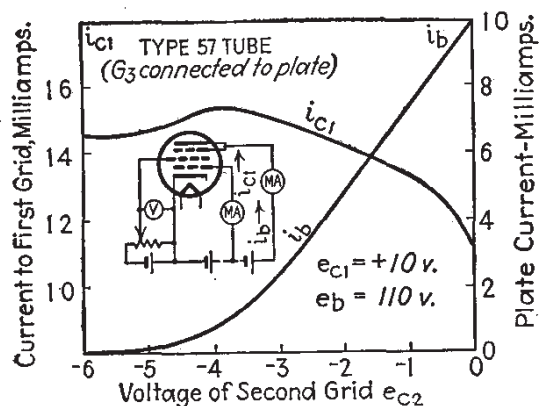 iC1
TYPE 57 TUBE
(G3 connected to plate)
ib
Current to First Grid, Milliamps.
16
14
11
10
iC1
V
MA
MA
iC1
ib
ib
eC1 = +10 v.
eb = 110 v.
10
8
6
4
2
0
Plate Current-Milliamps.
-6
-5
-4
-3
-2
-1
0
Voltage of Second Grid eC2